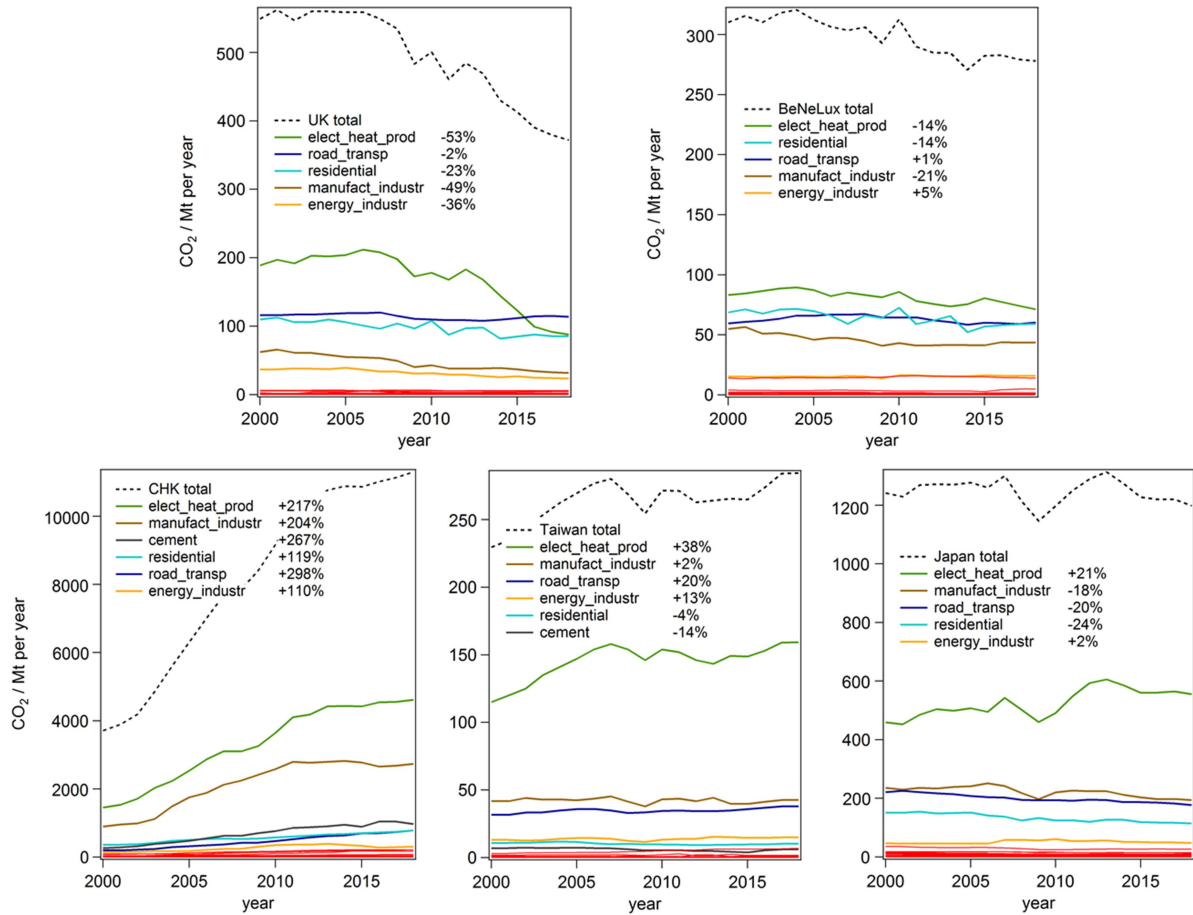 500
400
300
200
100
0
CO2 / Mt per year
UK total
elect_heat_prod -53%
road_transp -2%
residential -23%
manufact_industr -49%
energy_industr -36%
2000 2005 2010 2015
year
300
250
200
150
100
50
0
CO2 / Mt per year
BeNeLux total
elect_heat_prod -14%
residential -14%
road_transp +1%
manufact_industr -21%
energy_industr +5%
2000 2005 2010 2015
year
10000
8000
6000
4000
2000
0
CO2 / Mt per year
CHK total
elect_heat_prod +217%
manufact_industr +204%
cement +267%
residential +119%
road_transp +298%
energy_industr +110%
2000 2005 2010 2015
year
250
200
150
100
50
0
Taiwan total
elect_heat_prod +38%
manufact_industr +2%
road_transp +20%
energy_industr +13%
residential -4%
cement -14%
2000 2005 2010 2015
year
1200
1000
800
600
400
200
0
Japan total
elect_heat_prod +21%
manufact_industr -18%
road_transp -20%
residential -24%
energy_industr +2%
2000 2005 2010 2015
year